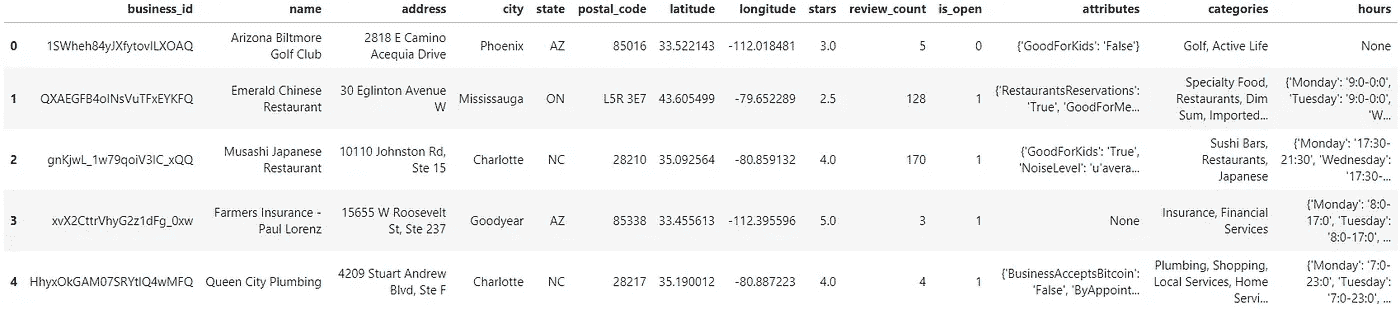 business_id name address city state postal_code latitude longitude stars review_count is_open attributes categories hours
0
1SWheh84yJXfytovILXOAQ
Arizona Biltmore
Golf Club
2818 E Camino
Acequia Drive
Phoenix
AZ
85016
33.522143
-112.018481
3.0
5
0
{'GoodForKids': 'False'}
Golf, Active Life
None
1
QXAEGFB4oINsVuTFxEYKFQ
Emerald Chinese
Restaurant
30 Eglinton Avenue
W
Mississauga
ON
L5R 3E7
43.605499
-79.652289
2.5
128
1
{'RestaurantsReservations':
'True', 'GoodForMe...
Specialty Food,
Restaurants, Dim
Sum, Imported...
{'Monday': '9:0-0:0',
'Tuesday': '9:0-0:0',
'W...
2
gnKjwL_1w79qoiV3IC_xQQ
Musashi Japanese
Restaurant
10110 Johnston Rd,
Ste 15
Charlotte
NC
28210
35.092564
-80.859132
4.0
170
1
{'GoodForKids': 'True',
'NoiseLevel': 'u'avera...
Sushi Bars,
Restaurants,
Japanese
{'Monday': '17:30-
21:30', 'Wednesday':
'17:30-...
3
xvX2CttrVhyG2z1dFg_0xw
Farmers Insurance -
Paul Lorenz
15655 W Roosevelt
St, Ste 237
Goodyear
AZ
85338
33.455613
-112.395596
5.0
3
1
None
Insurance, Financial
Services
{'Monday': '8:0-
17:0', 'Tuesday':
'8:0-17:0', ...
4
HhyxOkGAM07SRYtlQ4wMFQ
Queen City Plumbing
4209 Stuart Andrew
Blvd, Ste F
Charlotte
NC
28217
35.190012
-80.887223
4.0
4
1
{'BusinessAcceptsBitcoin':
'False', 'ByAppoint...
Plumbing, Shopping,
Local Services, Home
Servi...
{'Monday': '7:0-
23:0', 'Tuesday':
'7:0-23:0', ...